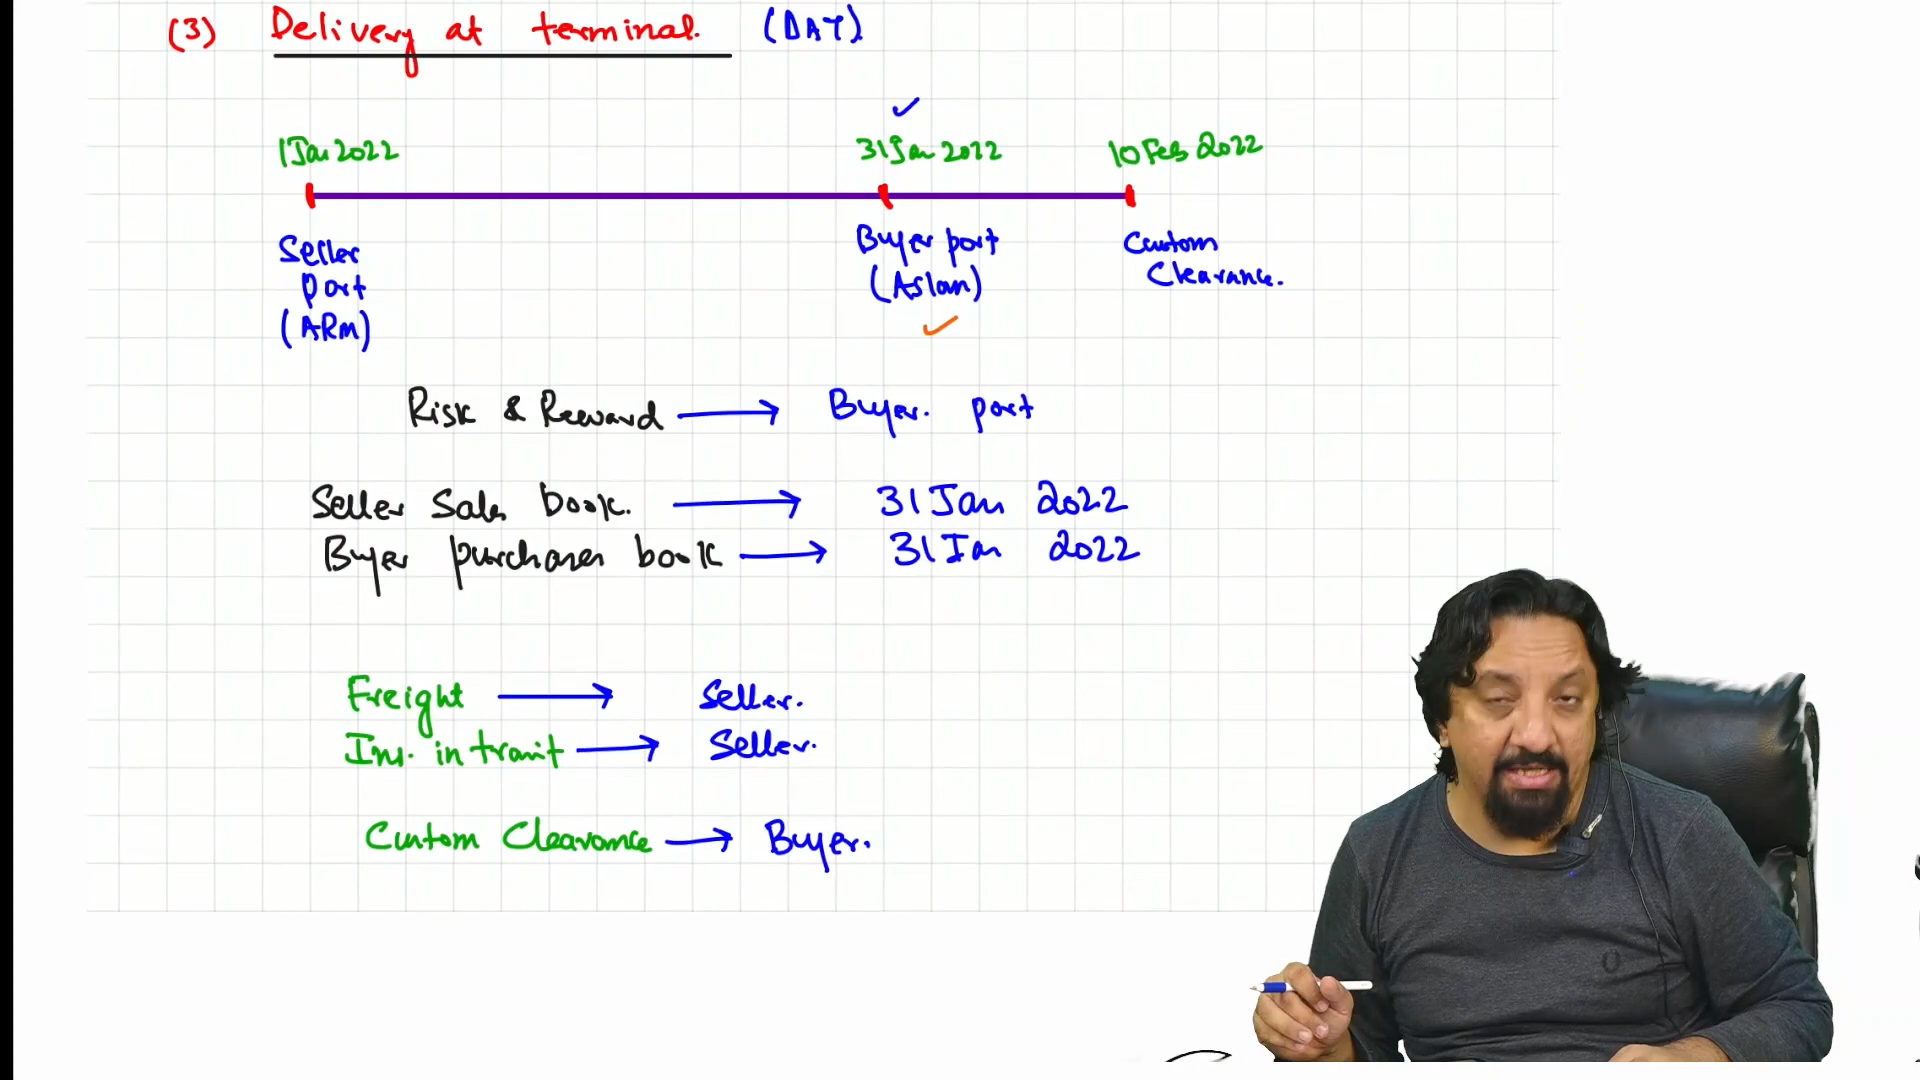 (3) Delivery at terminal. (DAT)
1 Jan 2022 31 Jan 2022 10 Feb 2022
Seller port (ARM)
Buyer port (Aslam)
Custom Clearance.
Risk & Reward → Buyer. port
Seller Sales book. → 31 Jan 2022
Buyer purchases book → 31 Jan 2022
Freight → Seller.
Ins. in transit → Seller.
Custom Clearance → Buyer.